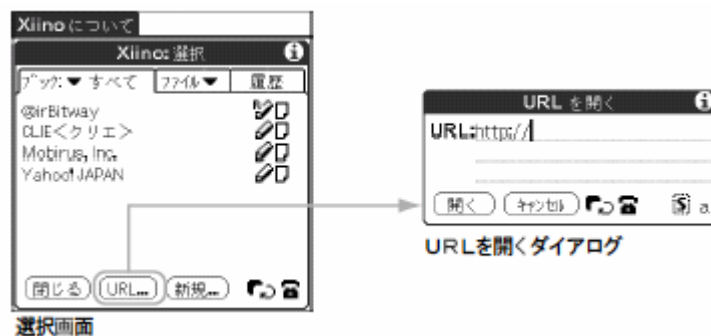 Xiinoについて
Xiino: 選択
ﾌﾞｯｸ: ▼ すべて ﾌｧｲﾙ▼ 履歴
@irBitway
CLIE＜クリエ＞
Mobirus, Inc.
Yahoo! JAPAN
閉じる URL... 新規...
選択画面
URL を開く
URL: http://
開く ｷｬﾝｾﾙ S a
URLを開くダイアログ